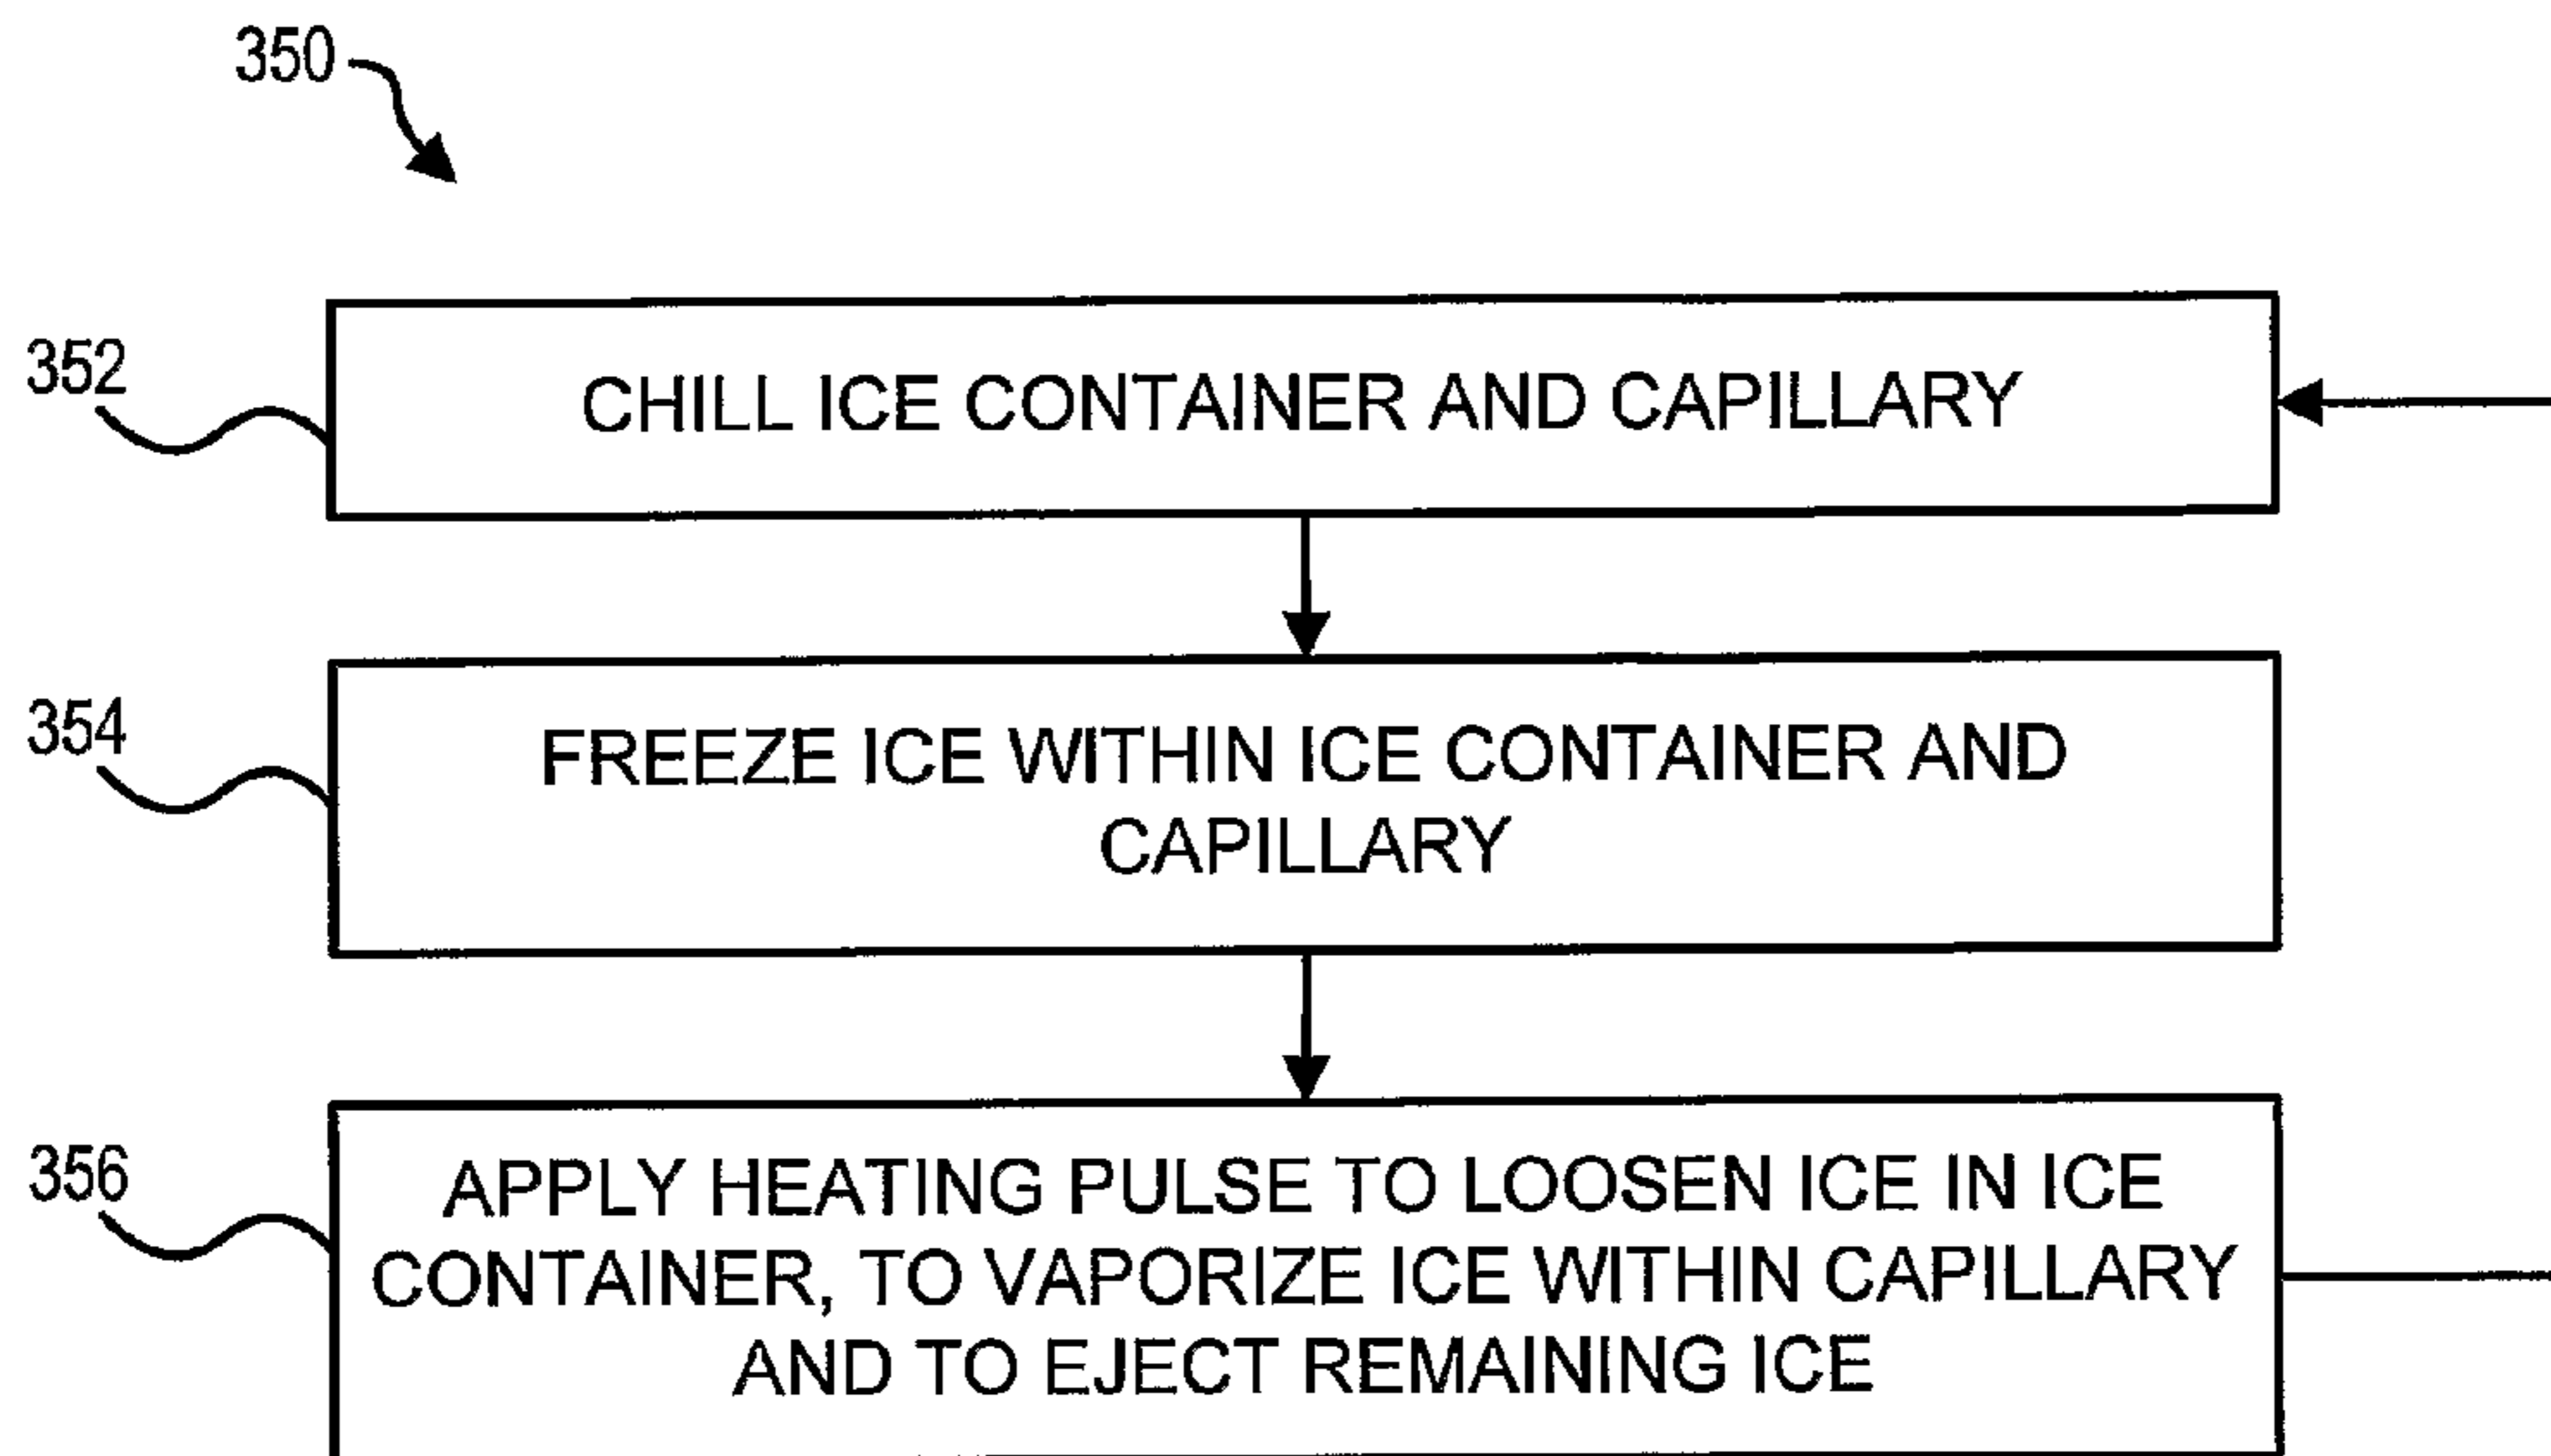 350
352
CHILL ICE CONTAINER AND CAPILLARY
354
FREEZE ICE WITHIN ICE CONTAINER AND
CAPILLARY
356
APPLY HEATING PULSE TO LOOSEN ICE IN ICE
CONTAINER, TO VAPORIZE ICE WITHIN CAPILLARY
AND TO EJECT REMAINING ICE